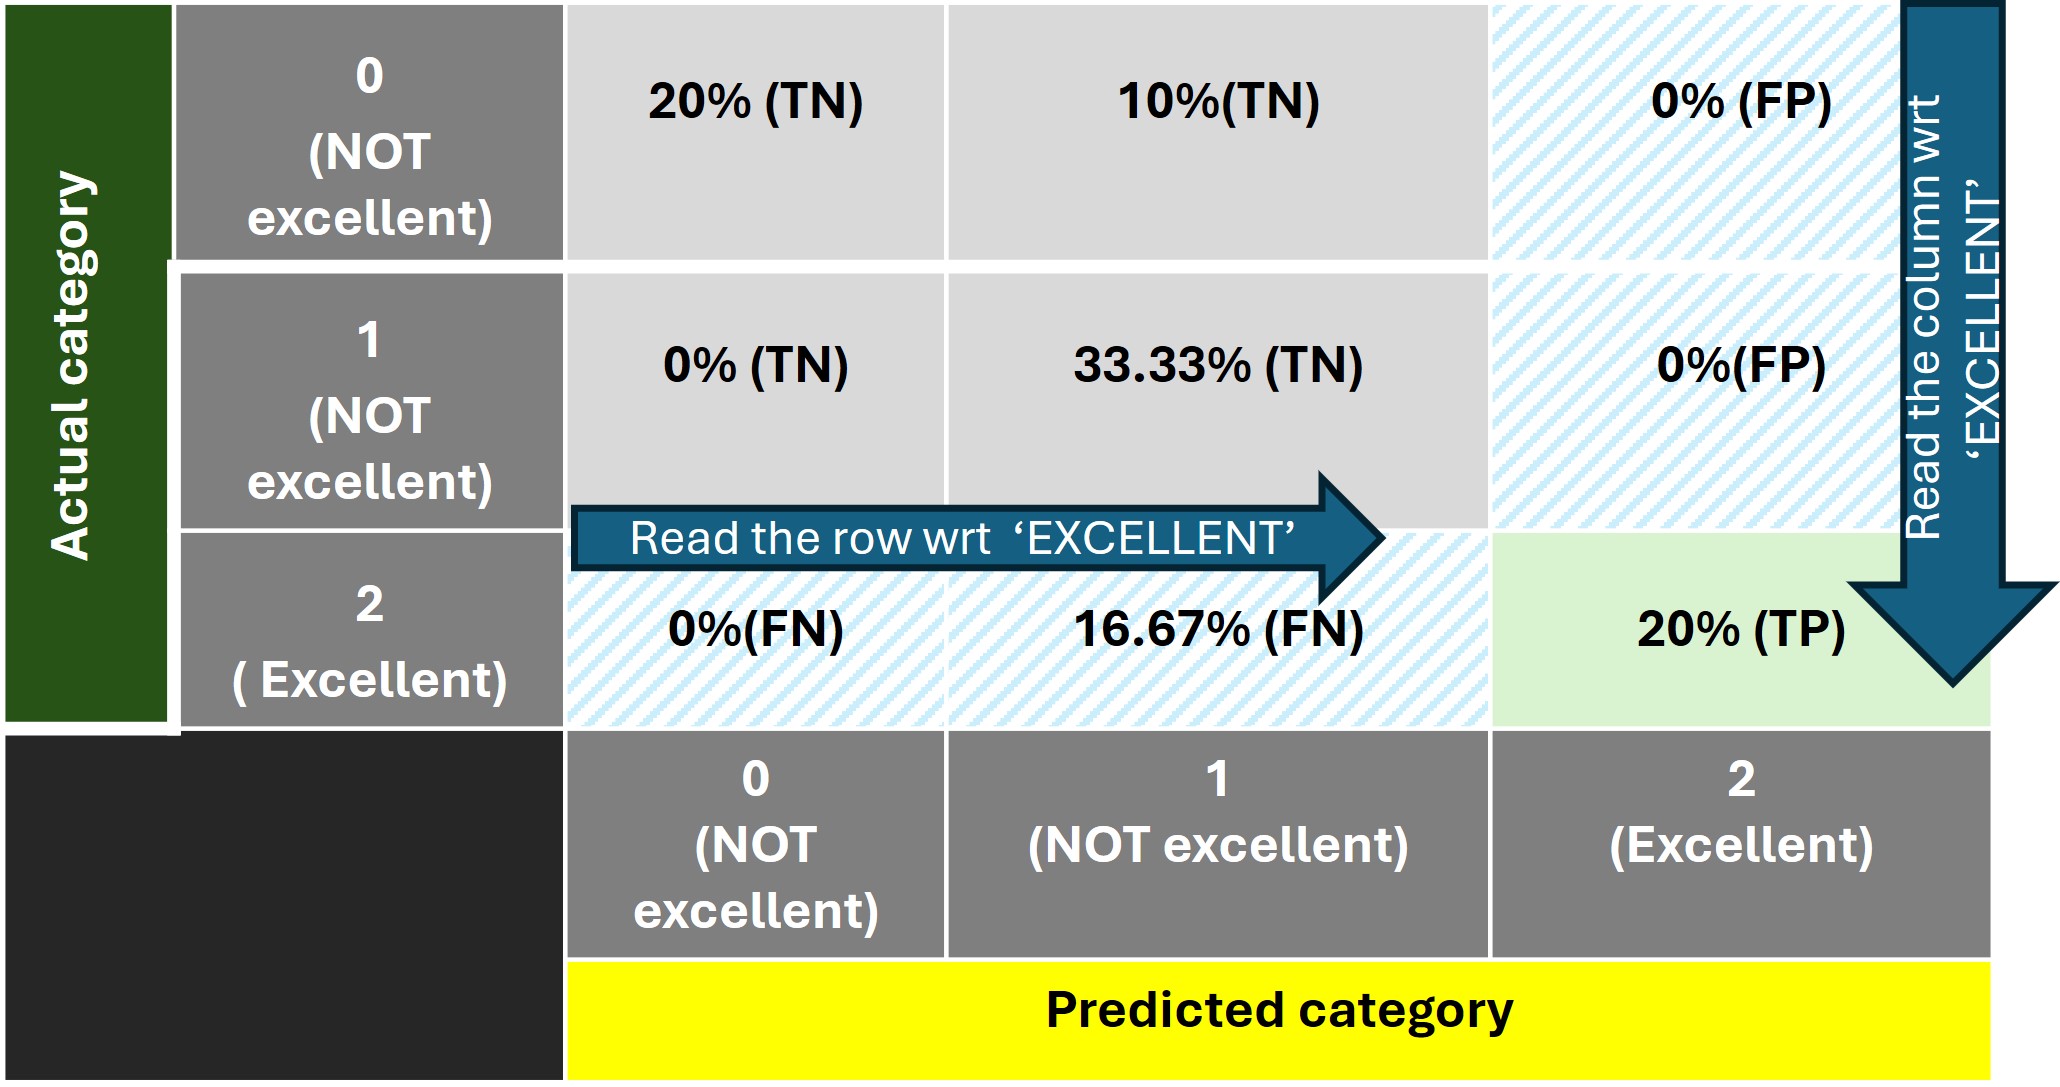 Actual category
0
(NOT
excellent)
20% (TN)
10%(TN)
0% (FP)
Read the column wrt
‘EXCELLENT’
1
(NOT
excellent)
0% (TN)
33.33% (TN)
0%(FP)
Read the row wrt ‘EXCELLENT’
2
( Excellent)
0%(FN)
16.67% (FN)
20% (TP)
0
(NOT
excellent)
1
(NOT excellent)
2
(Excellent)
Predicted category